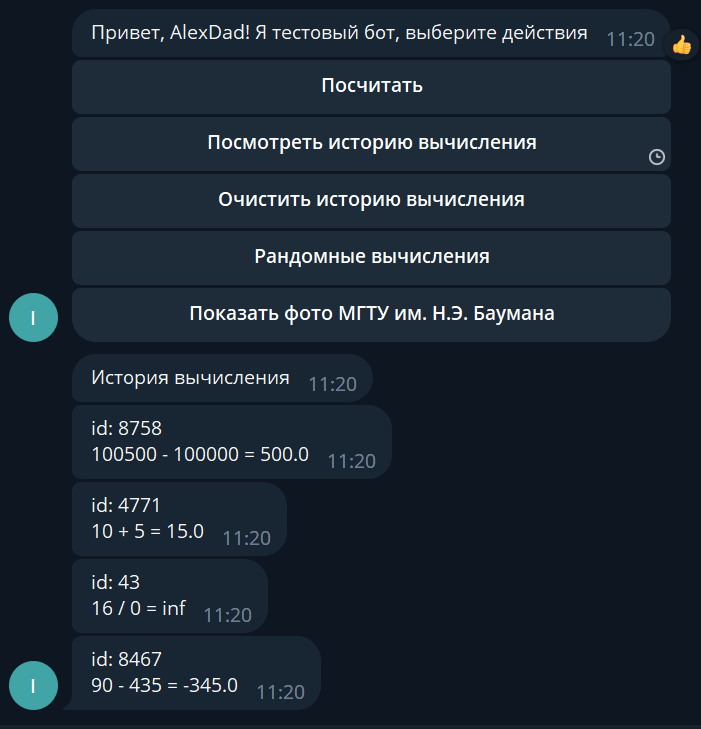 Привет, AlexDad! Я тестовый бот, выберите действия 11:20
Посчитать
Посмотреть историю вычисления
Очистить историю вычисления
Рандомные вычисления
Показать фото МГТУ им. Н.Э. Баумана
I
История вычисления 11:20
id: 8758
100500 - 100000 = 500.0 11:20
id: 4771
10 + 5 = 15.0 11:20
id: 43
16 / 0 = inf 11:20
id: 8467
90 - 435 = -345.0 11:20
I